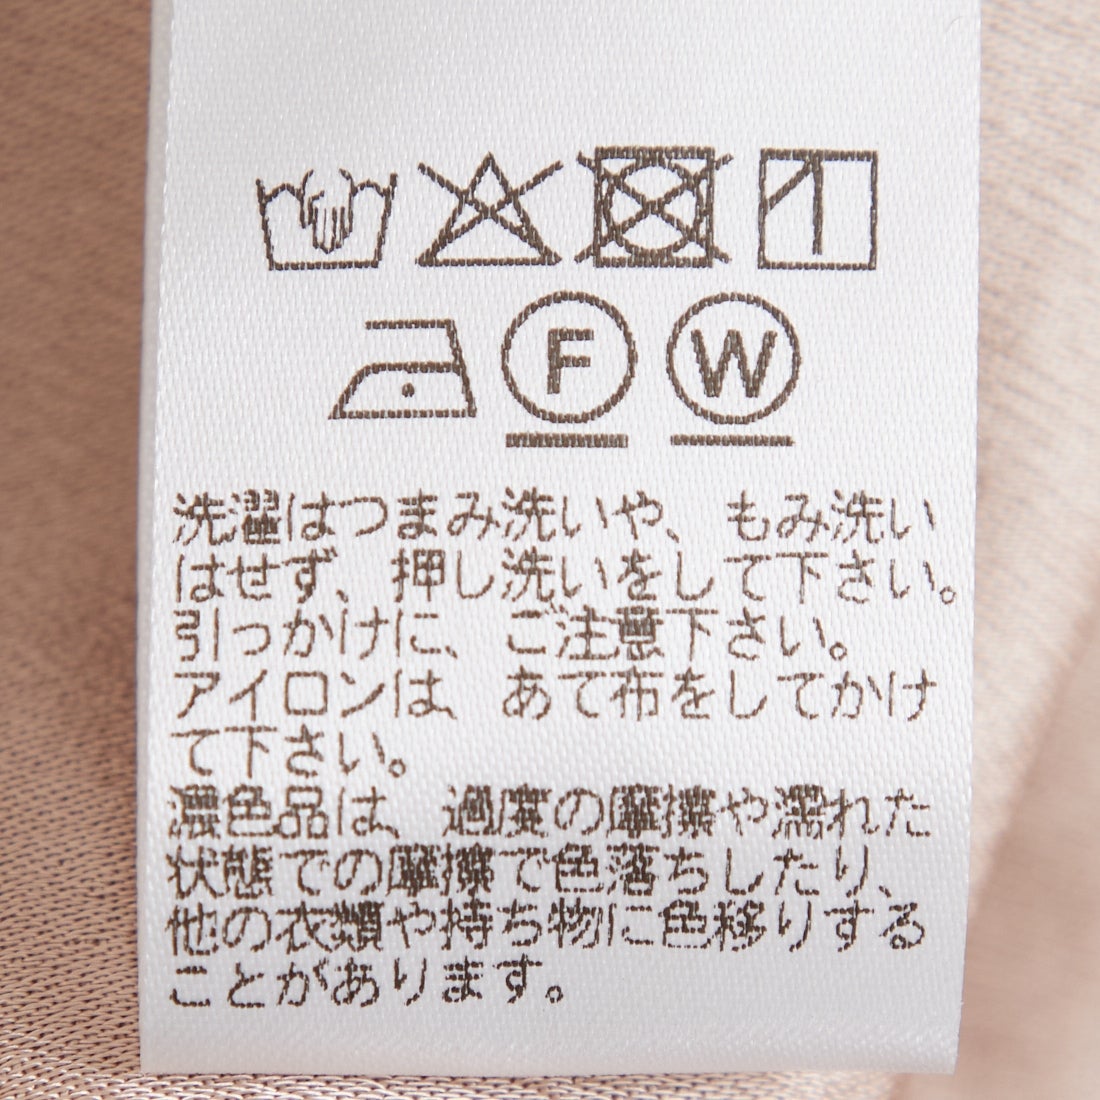 F W
洗濯はつまみ洗いや、もみ洗い
はせず、押し洗いをして下さい。
引っかけに、ご注意下さい。
アイロンは、あて布をしてかけ
て下さい。
濃色品は、過度の摩擦や濡れた
状態での摩擦で色落ちしたり、
他の衣類や持ち物に色移りする
ことがあります。